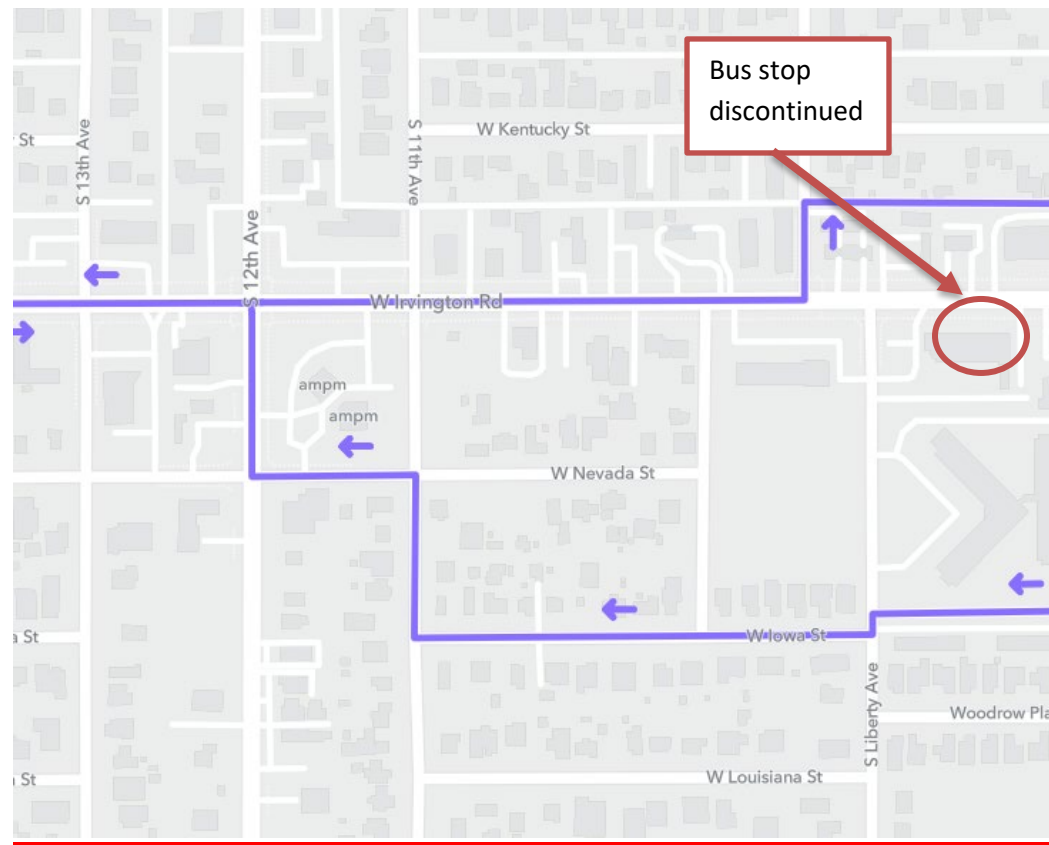 Bus stop
discontinued
St
S 13th Ave
S 11th Ave
W Kentucky St
S 12th Ave
W Irvington Rd
ampm
ampm
W Nevada St
a St
W Iowa St
S Liberty Ave
Woodrow Pla
St
W Louisiana St